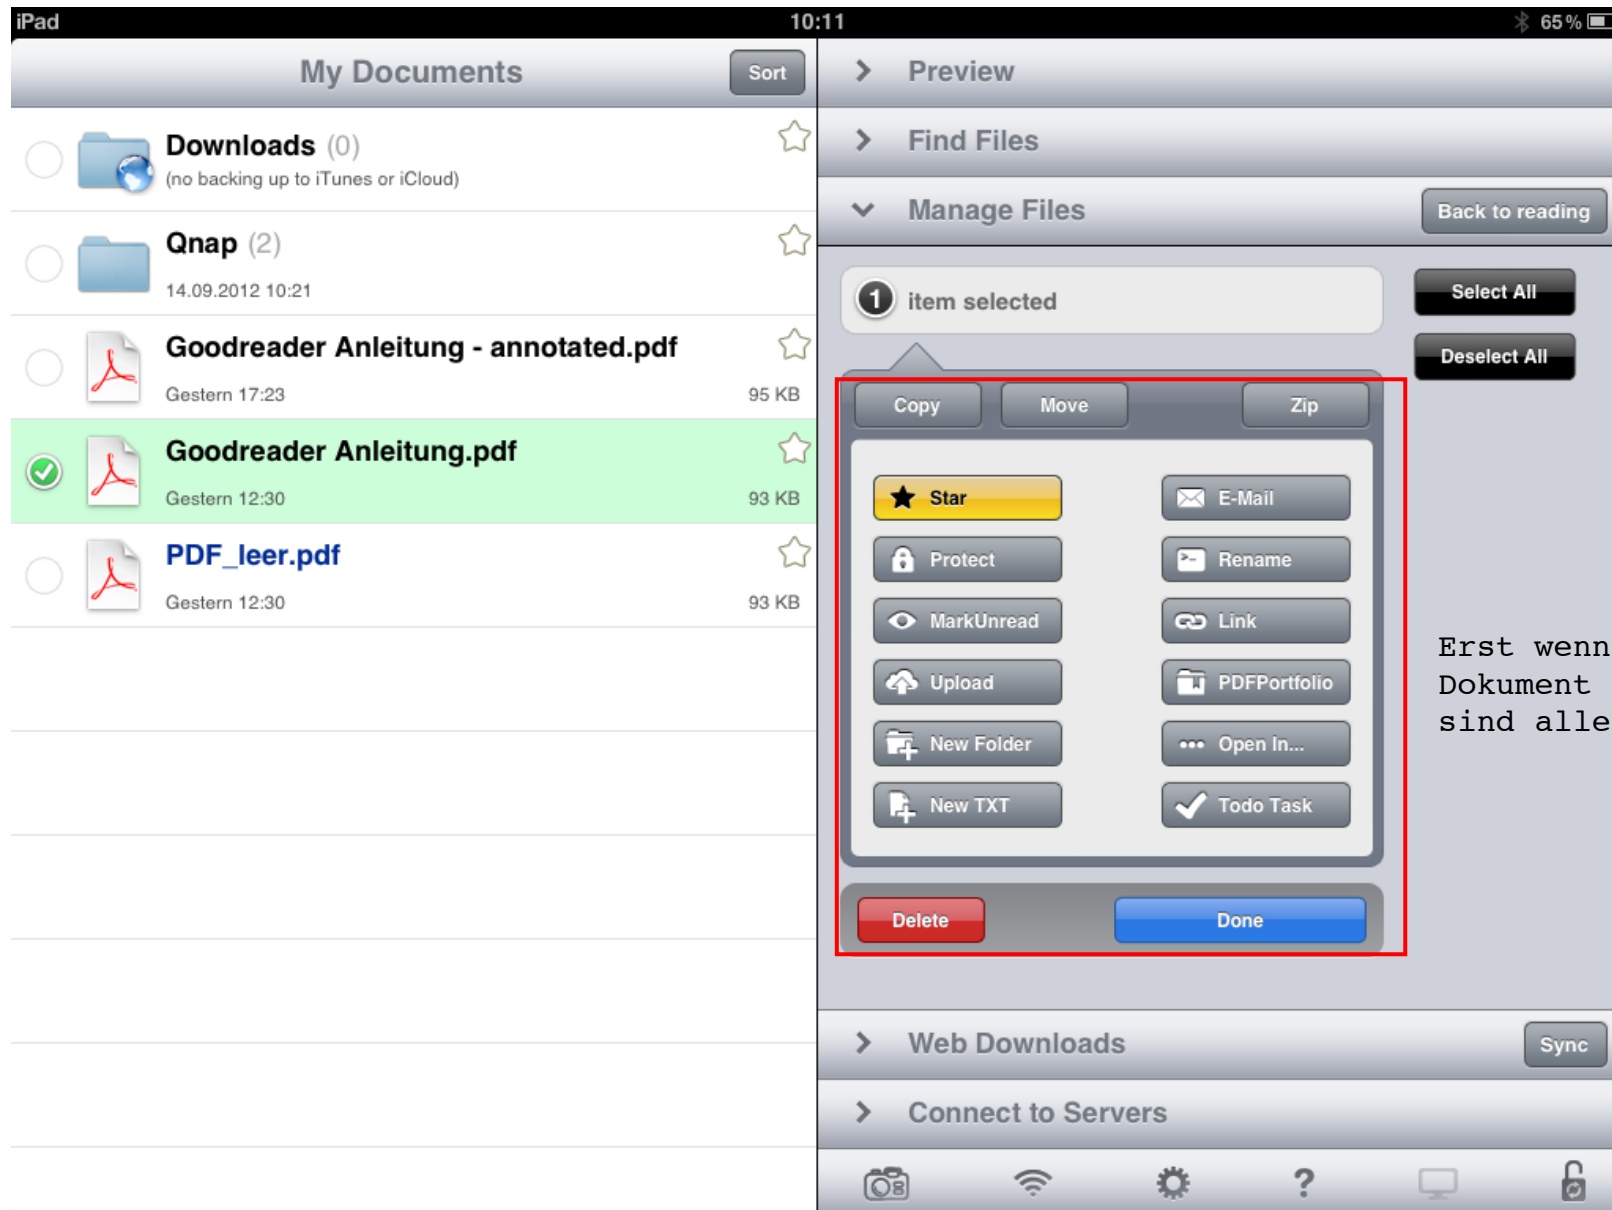 iPad
10:11
65%
My Documents
Sort
Downloads (0)
(no backing up to iTunes or iCloud)
Qnap (2)
14.09.2012 10:21
Goodreader Anleitung - annotated.pdf
Gestern 17:23
95 KB
Goodreader Anleitung.pdf
Gestern 12:30
93 KB
PDF_leer.pdf
Gestern 12:30
93 KB
Preview
Find Files
Manage Files
Back to reading
1 item selected
Select All
Deselect All
Copy
Move
Zip
Star
E-Mail
Protect
Rename
MarkUnread
Link
Upload
PDFPortfolio
New Folder
Open In...
New TXT
Todo Task
Delete
Done
Erst wenn
Dokument
sind alle
Web Downloads
Sync
Connect to Servers
?